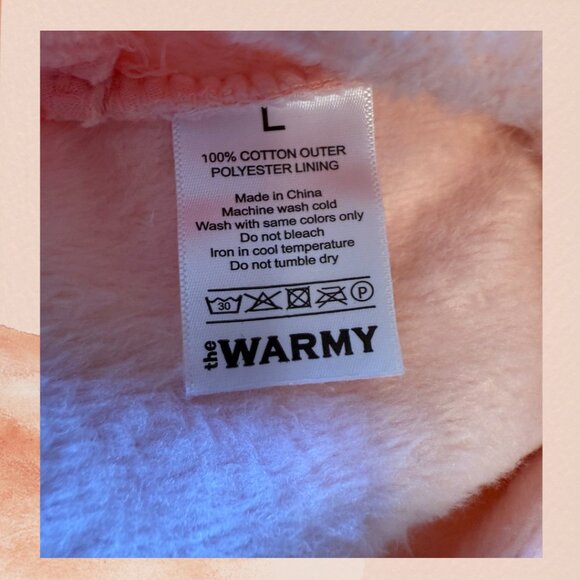 L
100% COTTON OUTER
POLYESTER LINING
Made in China
Machine wash cold
Wash with same colors only
Do not bleach
Iron in cool temperature
Do not tumble dry
30 P
the WARMY